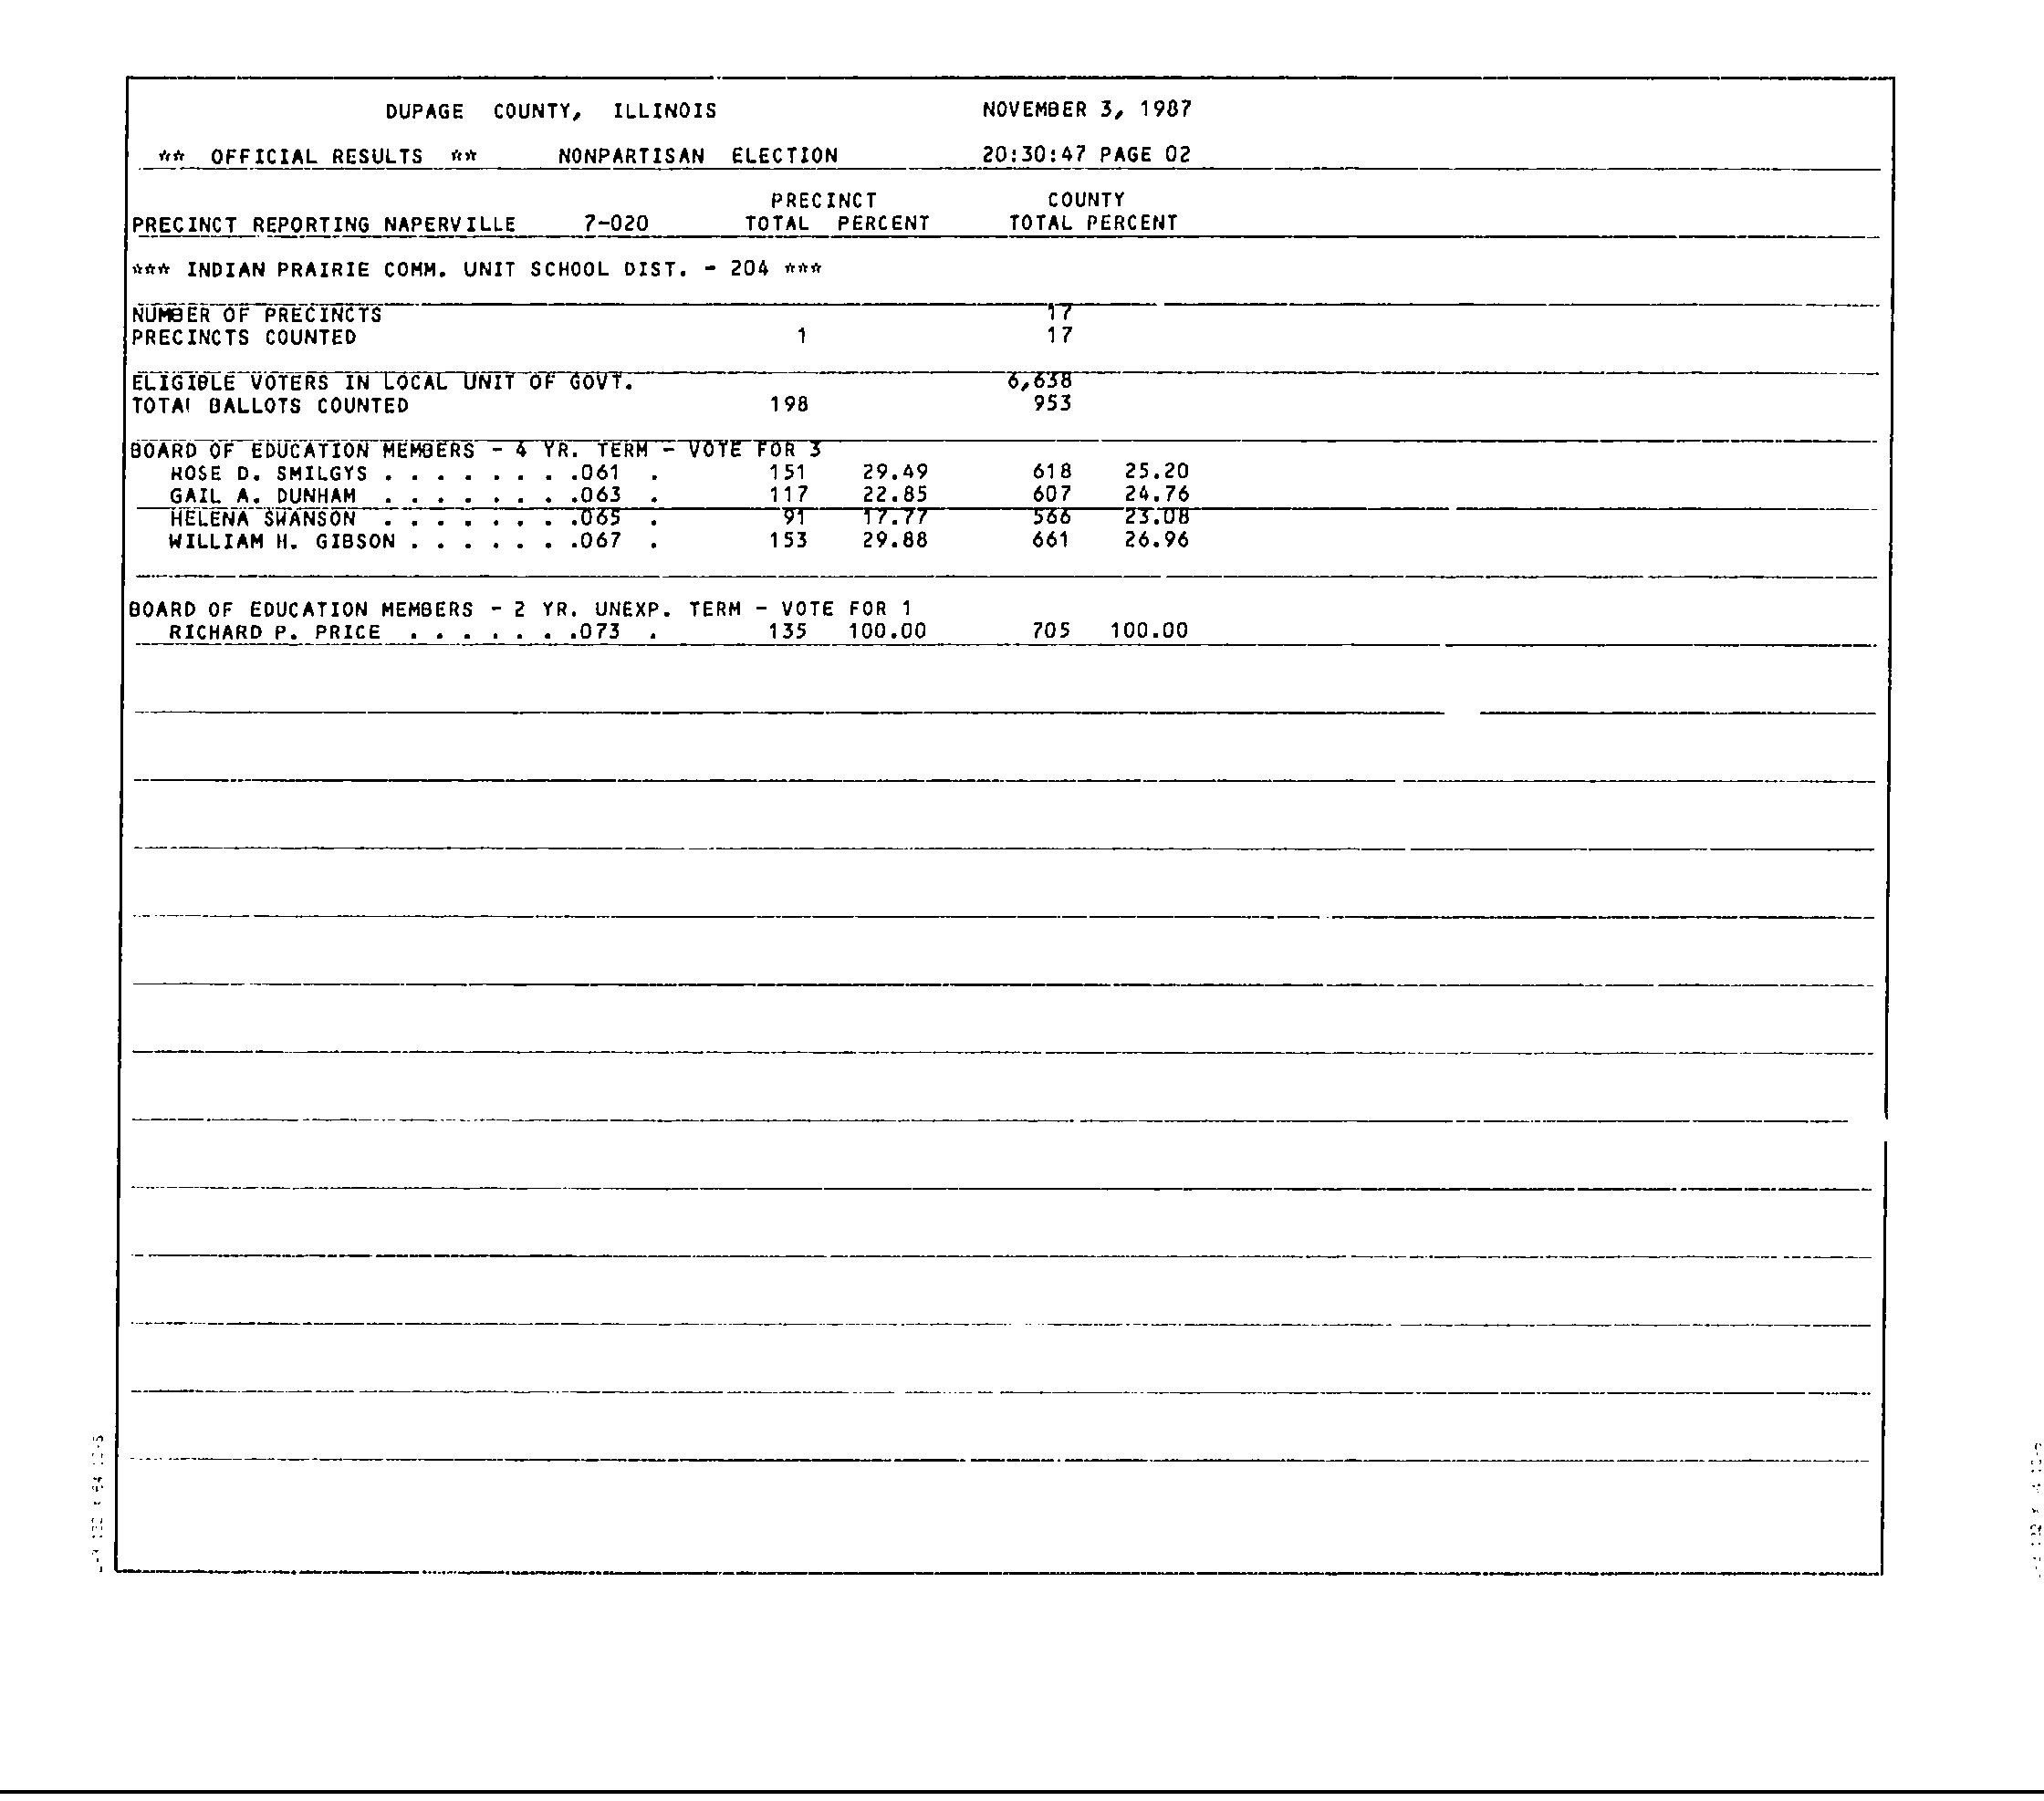 DUPAGE COUNTY, ILLINOIS NOVEMBER 3, 1987
** OFFICIAL RESULTS ** NONPARTISAN ELECTION 20:30:47 PAGE 02
PRECINCT COUNTY
PRECINCT REPORTING NAPERVILLE 7-020 TOTAL PERCENT TOTAL PERCENT
*** INDIAN PRAIRIE COMM. UNIT SCHOOL DIST. - 204 ***
NUMBER OF PRECINCTS 17
PRECINCTS COUNTED 1 17
ELIGIBLE VOTERS IN LOCAL UNIT OF GOVT. 6,638
TOTAL BALLOTS COUNTED 198 953
BOARD OF EDUCATION MEMBERS - 4 YR. TERM - VOTE FOR 3
ROSE D. SMILGYS . . . . . . . .061 . 151 29.49 618 25.20
GAIL A. DUNHAM . . . . . . . .063 . 117 22.85 607 24.76
HELENA SWANSON . . . . . . . .065 . 91 17.77 566 23.08
WILLIAM H. GIBSON . . . . . . .067 . 153 29.88 661 26.96
BOARD OF EDUCATION MEMBERS - 2 YR. UNEXP. TERM - VOTE FOR 1
RICHARD P. PRICE . . . . . . .073 . 135 100.00 705 100.00